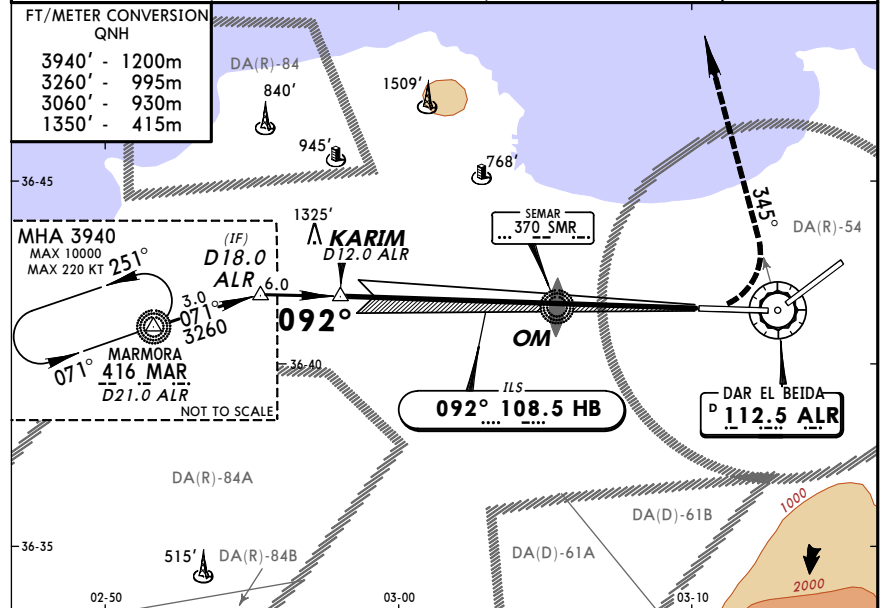 FT/METER CONVERSION
QNH
3940' - 1200m
3260' - 995m
3060' - 930m
1350' - 415m
DA(R)-84
840'
945'
1509'
768'
36-45
345°
DA(R)-54
MHA 3940
MAX 10000
MAX 220 KT
251°
071°
3.0
071°
3260
MARMORA
416 MAR
D21.0 ALR
NOT TO SCALE
(IF)
D18.0
ALR
6.0
1325'
KARIM
D12.0 ALR
092°
SEMAR
370 SMR
OM
36-40
ILS
092° 108.5 HB
DAR EL BEIDA
D 112.5 ALR
DA(R)-84A
DA(R)-84B
515'
DA(D)-61A
DA(D)-61B
1000
2000
36-35
02-50
03-00
03-10